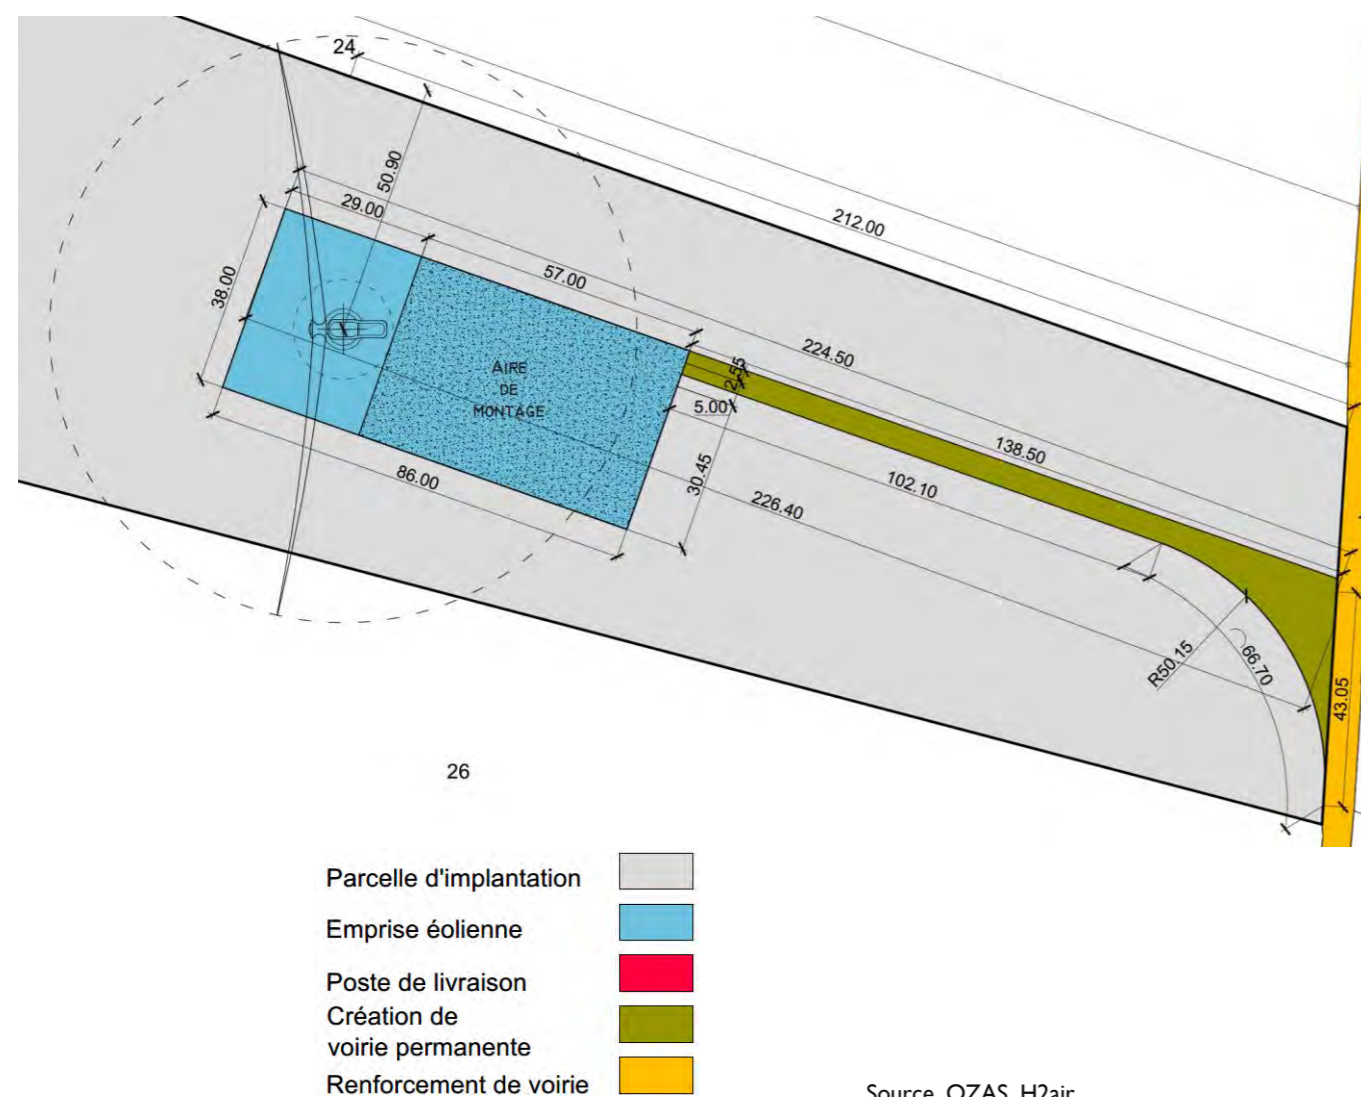 24
50.90
29.00
212.00
38.00
57.00
224.50
AIRE
DE
MONTAGE
2.55
5.00
138.50
86.00
30.45
102.10
226.40
R50.15
66.70
43.05
26
Parcelle d'implantation
Emprise éolienne
Poste de livraison
Création de
voirie permanente
Renforcement de voirie
Source OZAS, H2air